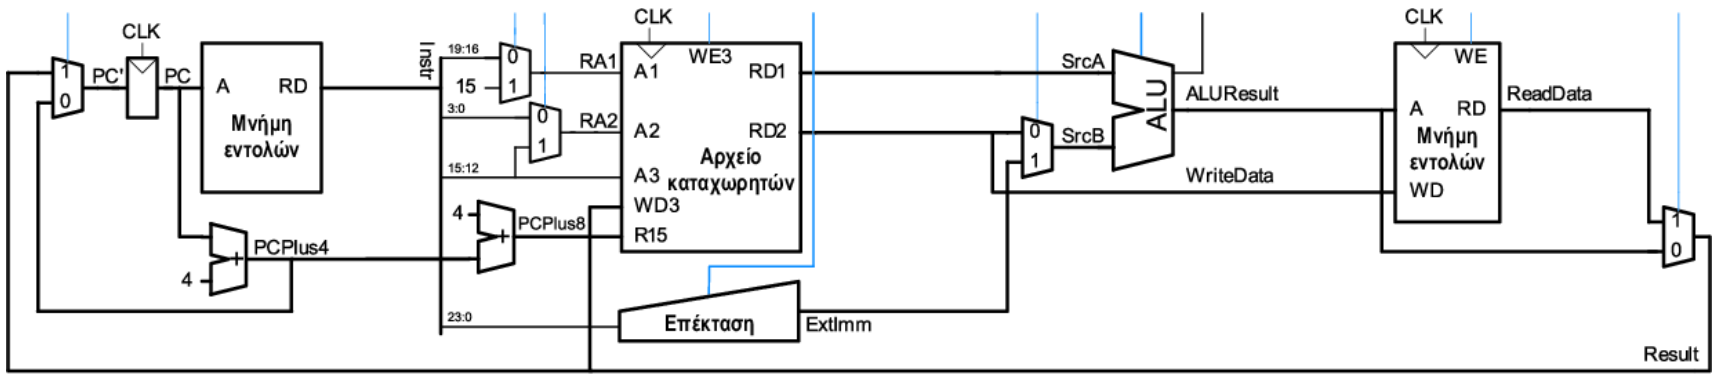 1
0
PC'
CLK
PC
A
RD
Μνήμη
εντολών
4
+
PCPlus4
Instr
19:16
15
3:0
15:12
23:0
0
1
0
1
RA1
RA2
4
+
PCPlus8
CLK
WE3
A1
RD1
A2
RD2
A3
Αρχείο
καταχωρητών
WD3
R15
Επέκταση
ExtImm
0
1
SrcA
SrcB
ALU
ALUResult
WriteData
CLK
WE
A
RD
Μνήμη
εντολών
WD
ReadData
1
0
Result